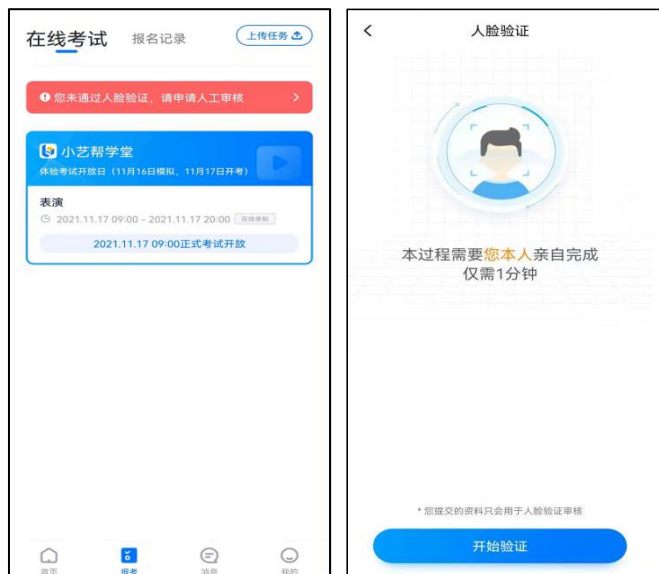 在线考试
报名记录
上传任务
您未通过人脸验证，请申请人工审核
小艺帮学堂
体验考试开放日（11月16日模拟，11月17日开考）
表演
2021.11.17 09:00 - 2021.11.17 20:00 在线录制
2021.11.17 09:00正式考试开放
首页
报考
消息
我的
人脸验证
本过程需要您本人亲自完成
仅需1分钟
*您提交的资料只会用于人脸验证审核
开始验证